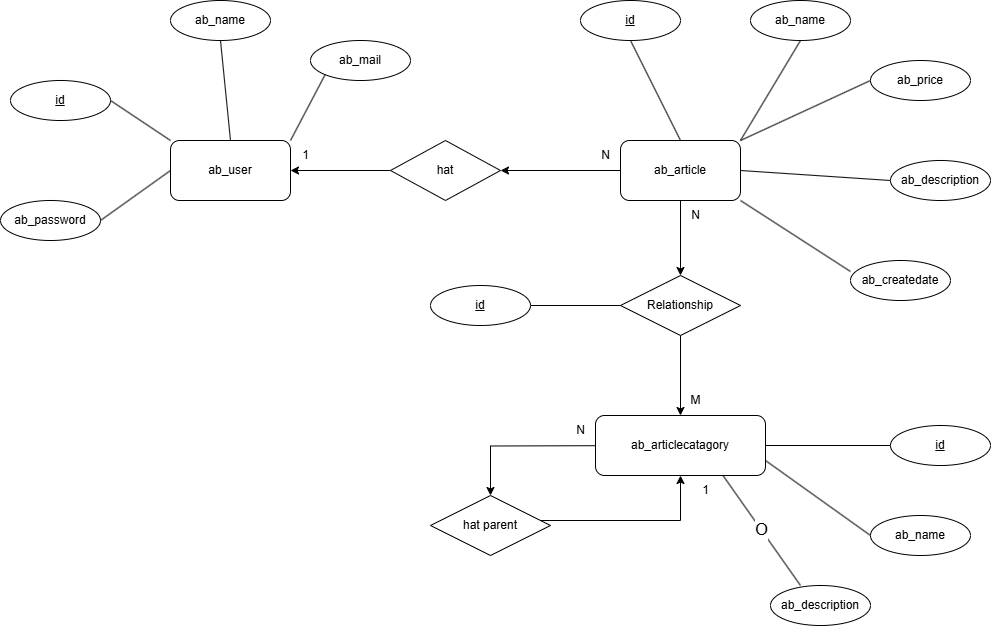 ab_name
id
ab_name
ab_mail
ab_price
id
1
N
ab_user
hat
ab_article
ab_description
ab_password
N
ab_createdate
id
Relationship
M
N
ab_articlecatagory
id
1
hat parent
O
ab_name
ab_description